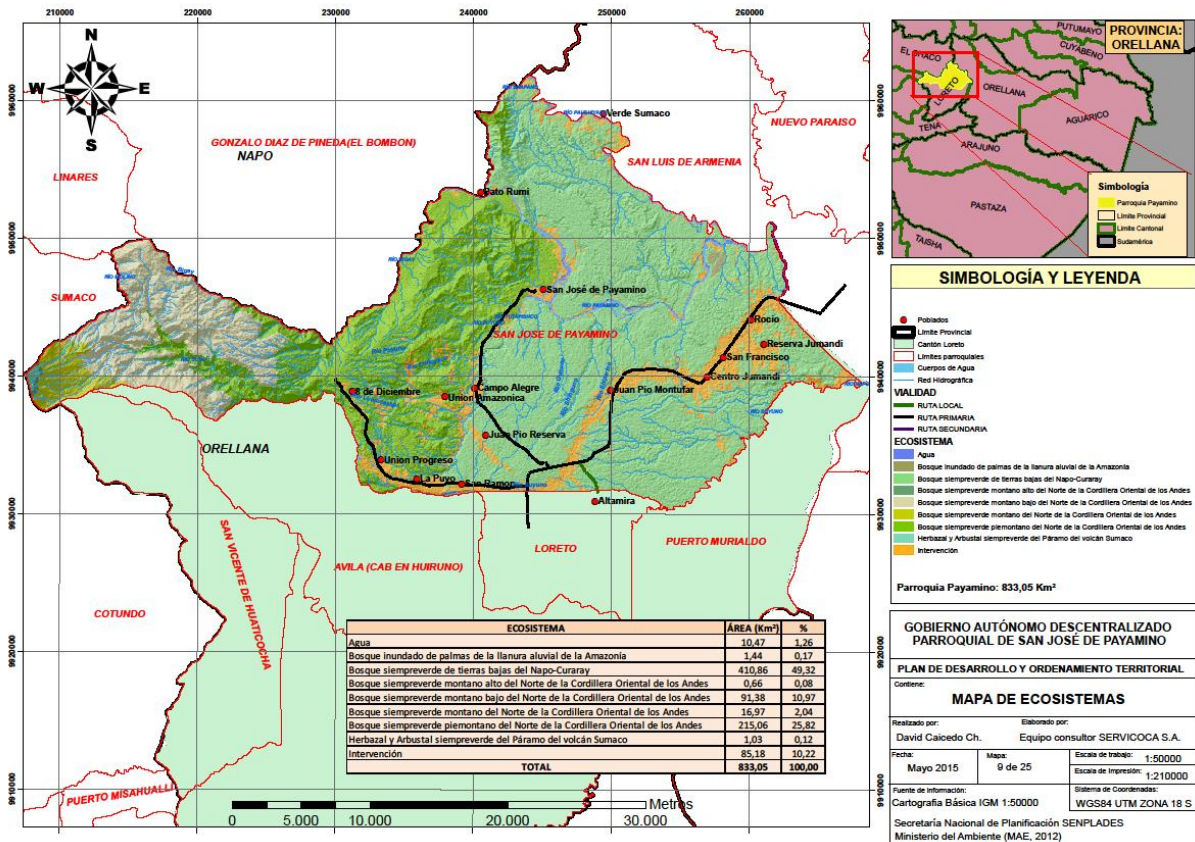 210000 220000 230000 240000 250000 260000
N
W E
S
9960000
9950000
9940000
9930000
9920000
9910000
LINARES
GONZALO DIAZ DE PINEDA(EL BOMBON)
NAPO
SUMACO
SAN LUIS DE ARMENIA
NUEVO PARAISO
Verde Sumaco
Pato Rumi
San José de Payamino
SAN JOSE DE PAYAMINO
Rocio
Reserva Jumandi
San Francisco
Centro Jumandi
Juan Pio Montufar
8 de Diciembre
Campo Alegre
Union Amazonica
Juan Pio Reserva
Union Progreso
La Puyo
San Ramon
Altamira
ORELLANA
SAN VICENTE DE HUATICOCHA
AVILA (CAB EN HUIRUNO)
LORETO
PUERTO MURIALDO
COTUNDO
PUERTO MISAHUALLI
ECOSISTEMA ÁREA (Km²) %
Agua 10,47 1,26
Bosque inundado de palmas de la llanura aluvial de la Amazonía 1,44 0,17
Bosque siempreverde de tierras bajas del Napo-Curaray 410,86 49,32
Bosque siempreverde montano alto del Norte de la Cordillera Oriental de los Andes 0,66 0,08
Bosque siempreverde montano bajo del Norte de la Cordillera Oriental de los Andes 91,38 10,97
Bosque siempreverde montano del Norte de la Cordillera Oriental de los Andes 16,97 2,04
Bosque siempreverde piemontano del Norte de la Cordillera Oriental de los Andes 215,06 25,82
Herbazal y Arbustal siempreverde del Páramo del volcán Sumaco 1,03 0,12
Intervención 85,18 10,22
TOTAL 833,05 100,00
Metros
0 5.000 10.000 20.000 30.000
PROVINCIA:
ORELLANA
PUTUMAYO
CUYABENO
EL CHACO
ORELLANA
LORETO
AGUARICO
TENA
ARAJUNO
PASTAZA
TAISHA
Simbología
Parroquia Payamino
Límite Provincial
Límite Cantonal
Sudamérica
SIMBOLOGÍA Y LEYENDA
Poblados
Límite Provincial
Cantón Loreto
Límites parroquiales
Cuerpos de Agua
Red Hidrográfica
VIALIDAD
RUTA LOCAL
RUTA PRIMARIA
RUTA SECUNDARIA
ECOSISTEMA
Agua
Bosque inundado de palmas de la llanura aluvial de la Amazonía
Bosque siempreverde de tierras bajas del Napo-Curaray
Bosque siempreverde montano alto del Norte de la Cordillera Oriental de los Andes
Bosque siempreverde montano bajo del Norte de la Cordillera Oriental de los Andes
Bosque siempreverde montano del Norte de la Cordillera Oriental de los Andes
Bosque siempreverde piemontano del Norte de la Cordillera Oriental de los Andes
Herbazal y Arbustal siempreverde del Páramo del volcán Sumaco
Intervención
Parroquia Payamino: 833,05 Km²
GOBIERNO AUTÓNOMO DESCENTRALIZADO
PARROQUIAL DE SAN JOSÉ DE PAYAMINO
PLAN DE DESARROLLO Y ORDENAMIENTO TERRITORIAL
Contiene:
MAPA DE ECOSISTEMAS
Realizado por: Elaborado por:
David Caicedo Ch. Equipo consultor SERVICOCA S.A.
Fecha: Mapa: Escala de trabajo: 1:50000
Mayo 2015 9 de 25 Escala de Impresión: 1:210000
Fuente de Información: Sistema de Coordenadas:
Cartografía Básica IGM 1:50000 WGS84 UTM ZONA 18 S
Secretaría Nacional de Planificación SENPLADES
Ministerio del Ambiente (MAE, 2012)